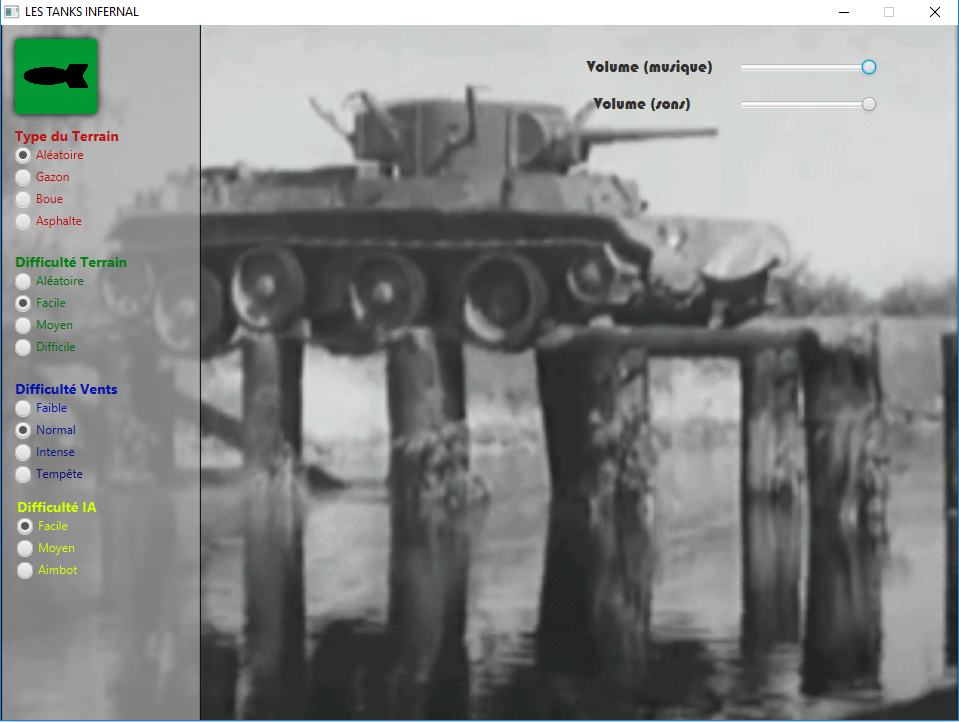 LES TANKS INFERNAL
Volume (musique)
Volume (sons)
Type du Terrain
Aléatoire
Gazon
Boue
Asphalte
Difficulté Terrain
Aléatoire
Facile
Moyen
Difficile
Difficulté Vents
Faible
Normal
Intense
Tempête
Difficulté IA
Facile
Moyen
Aimbot